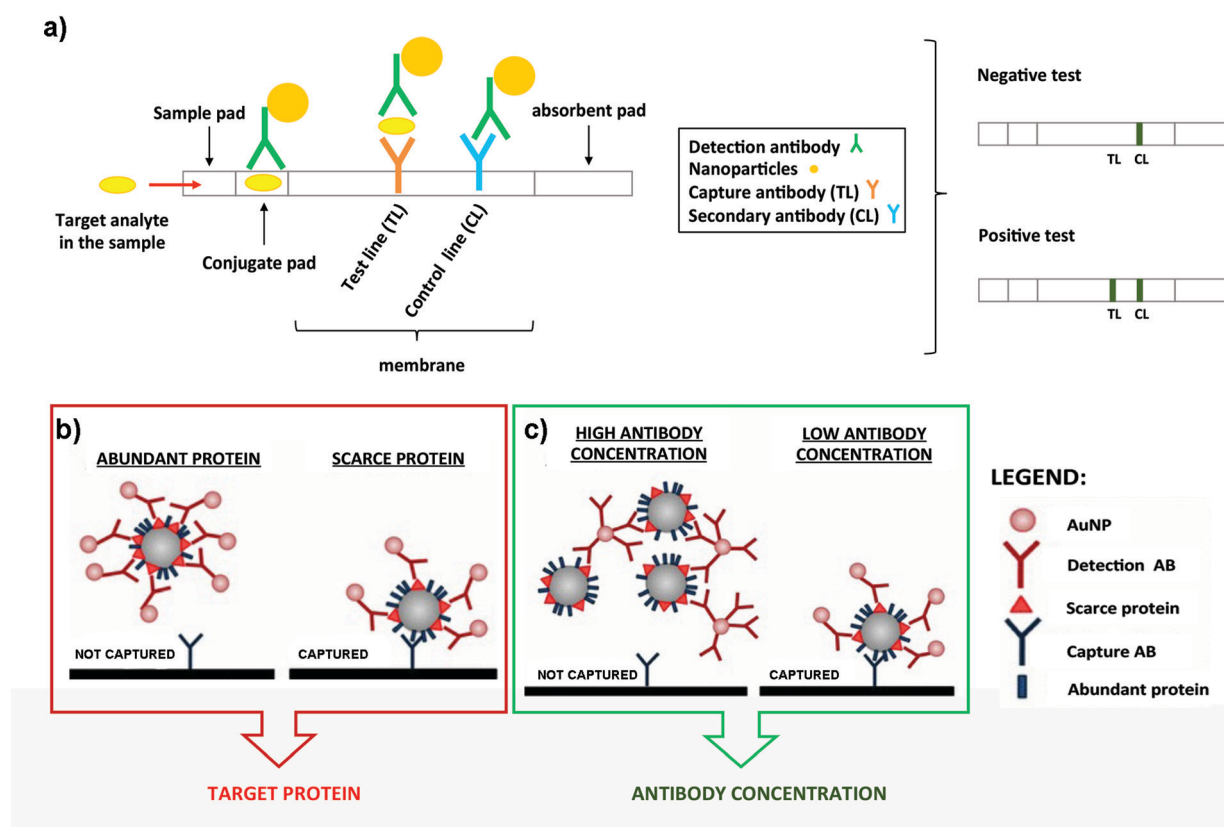 a)
Sample pad
absorbent pad
Target analyte
in the sample
Conjugate pad
Test line (TL)
Control line (CL)
membrane
Detection antibody
Nanoparticles
Capture antibody (TL)
Secondary antibody (CL)
Negative test
TL CL
Positive test
TL CL
b)
ABUNDANT PROTEIN
SCARCE PROTEIN
NOT CAPTURED
CAPTURED
TARGET PROTEIN
c)
HIGH ANTIBODY
CONCENTRATION
LOW ANTIBODY
CONCENTRATION
NOT CAPTURED
CAPTURED
ANTIBODY CONCENTRATION
LEGEND:
AuNP
Detection AB
Scarce protein
Capture AB
Abundant protein